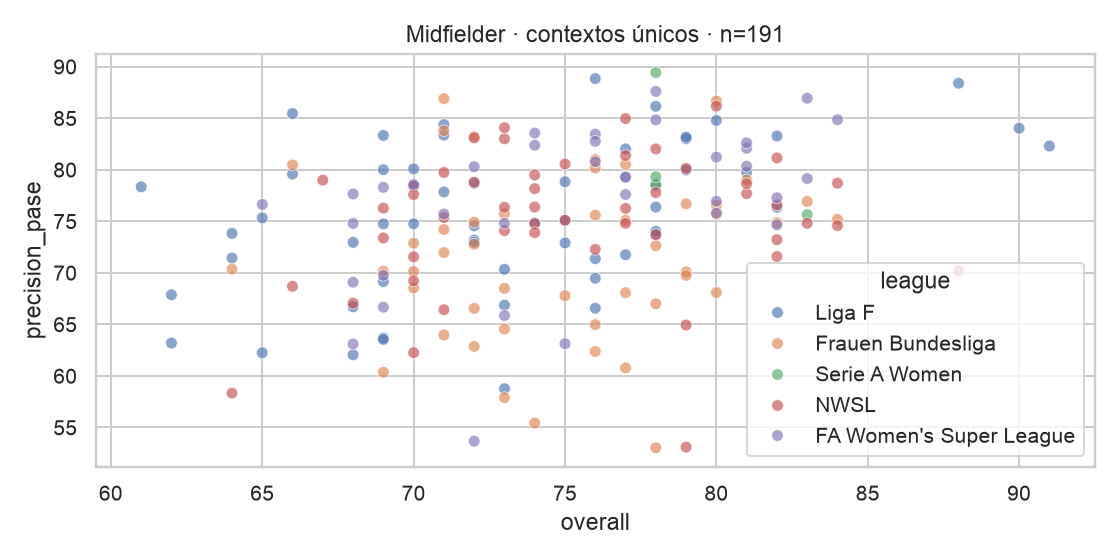 Midfielder · contextos únicos · n=191
precision_pase
90
85
80
75
70
65
60
55
league
Liga F
Frauen Bundesliga
Serie A Women
NWSL
FA Women's Super League
60 65 70 75 80 85 90
overall